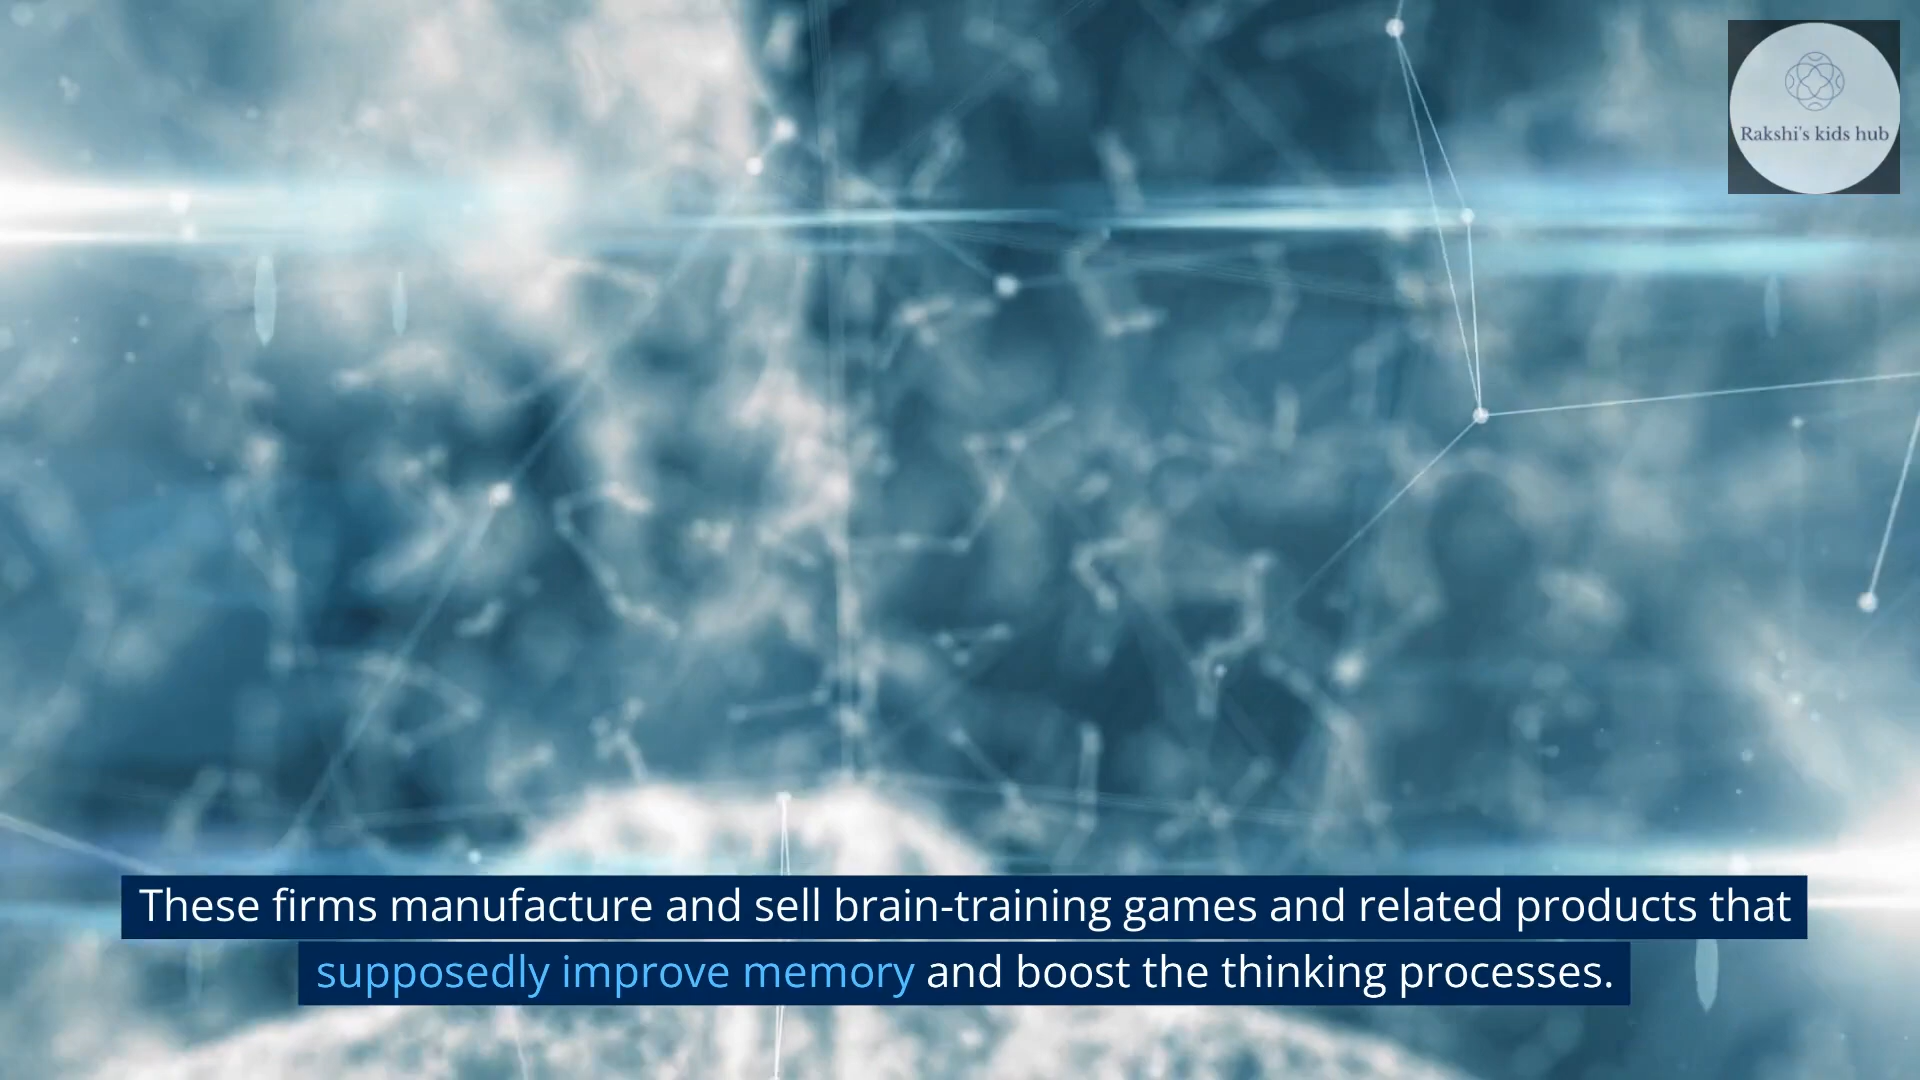 Rakshi's kids hub
These firms manufacture and sell brain-training games and related products that
supposedly improve memory and boost the thinking processes.